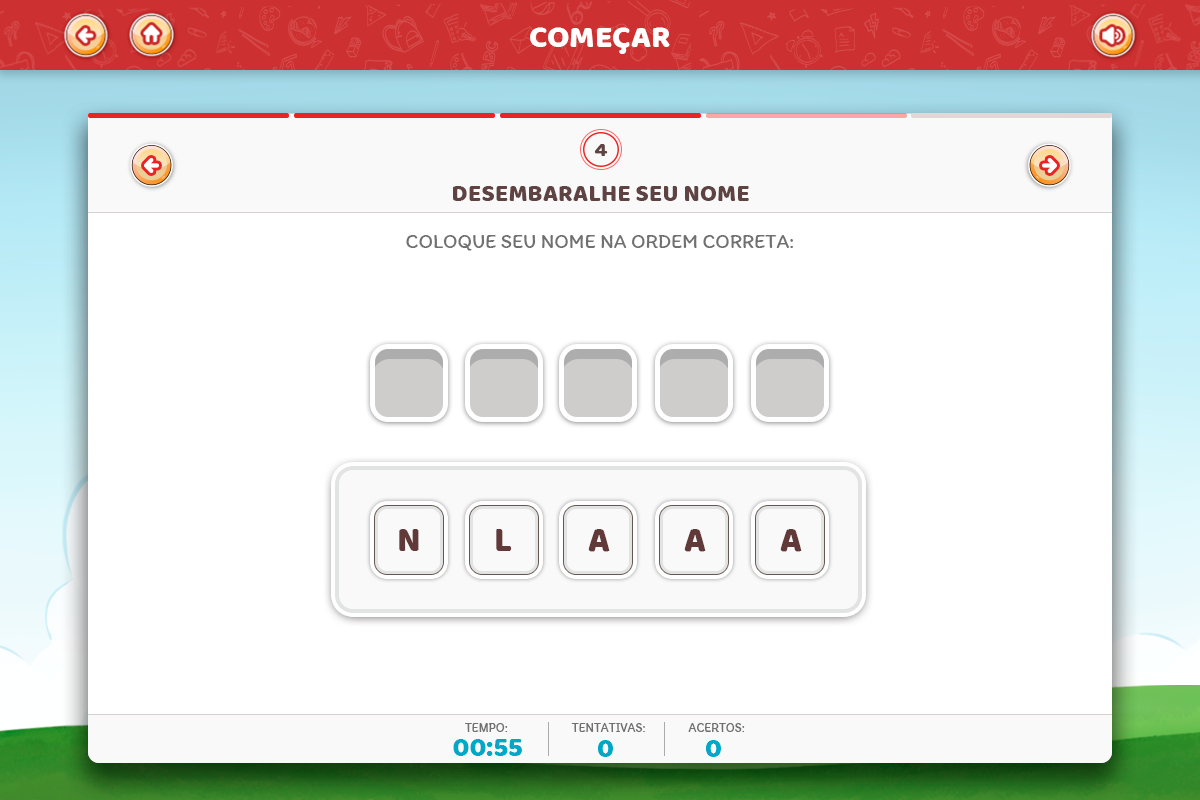 COMEÇAR
4
DESEMBARALHE SEU NOME
COLOQUE SEU NOME NA ORDEM CORRETA:
N L A A A
TEMPO: TENTATIVAS: ACERTOS:
00:55 0 0